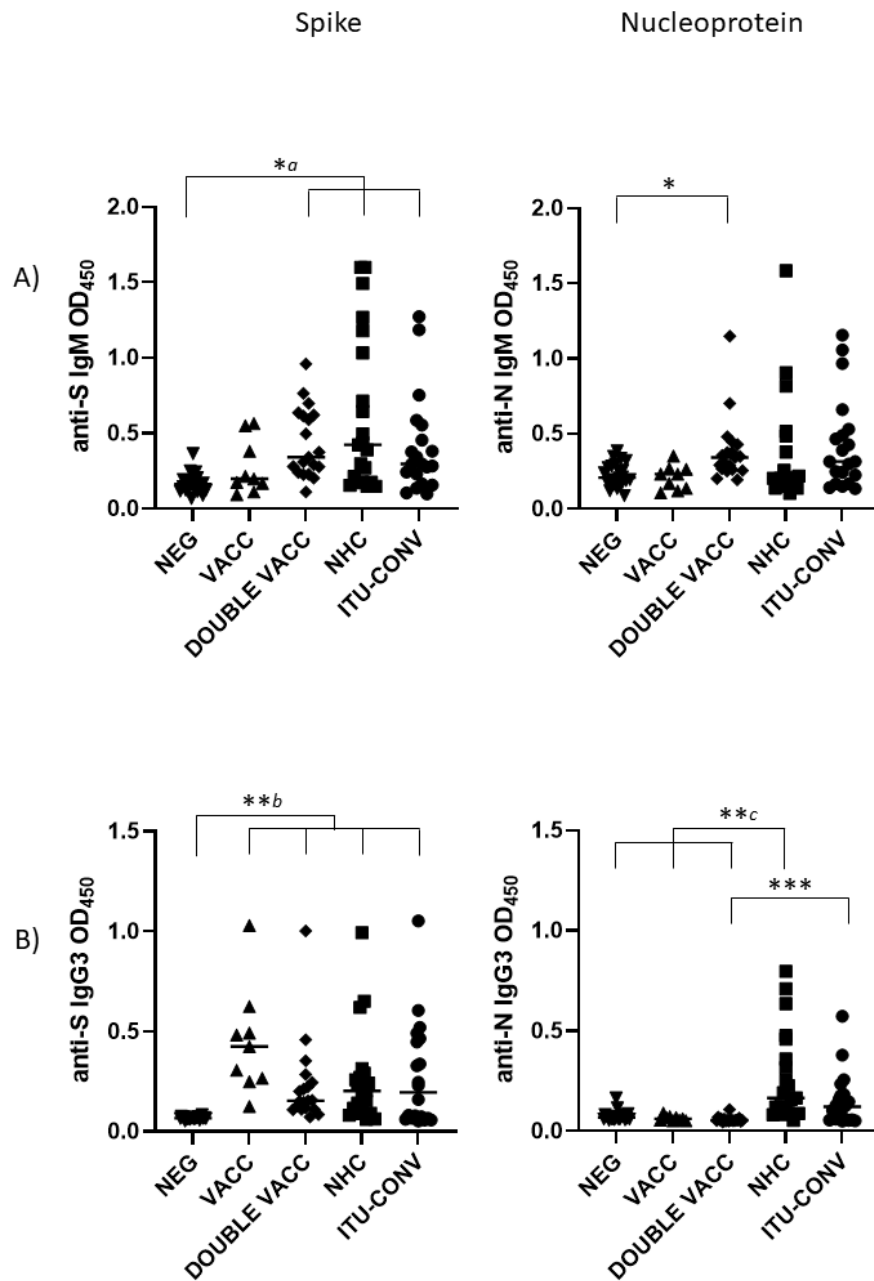 Spike
Nucleoprotein
A)
*a
anti-S IgM OD450
2.0
1.5
1.0
0.5
0.0
NEG
VACC
DOUBLE VACC
NHC
ITU-CONV
*
anti-N IgM OD450
2.0
1.5
1.0
0.5
0.0
NEG
VACC
DOUBLE VACC
NHC
ITU-CONV
B)
**b
anti-S IgG3 OD450
1.5
1.0
0.5
0.0
NEG
VACC
DOUBLE VACC
NHC
ITU-CONV
**c
***
anti-N IgG3 OD450
1.5
1.0
0.5
0.0
NEG
VACC
DOUBLE VACC
NHC
ITU-CONV